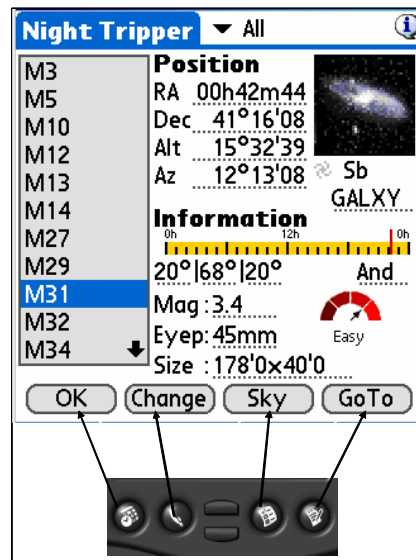 Night Tripper All i
M3
M5
M10
M12
M13
M14
M27
M29
M31
M32
M34
Position
RA 00h42m44
Dec 41°16'08
Alt 15°32'39
Az 12°13'08
Sb
GALXY
Information
0h 12h 0h
20°|68°|20° And
Mag :3.4
Eyep: 45mm
Easy
Size : 178'0x40'0
OK Change Sky GoTo